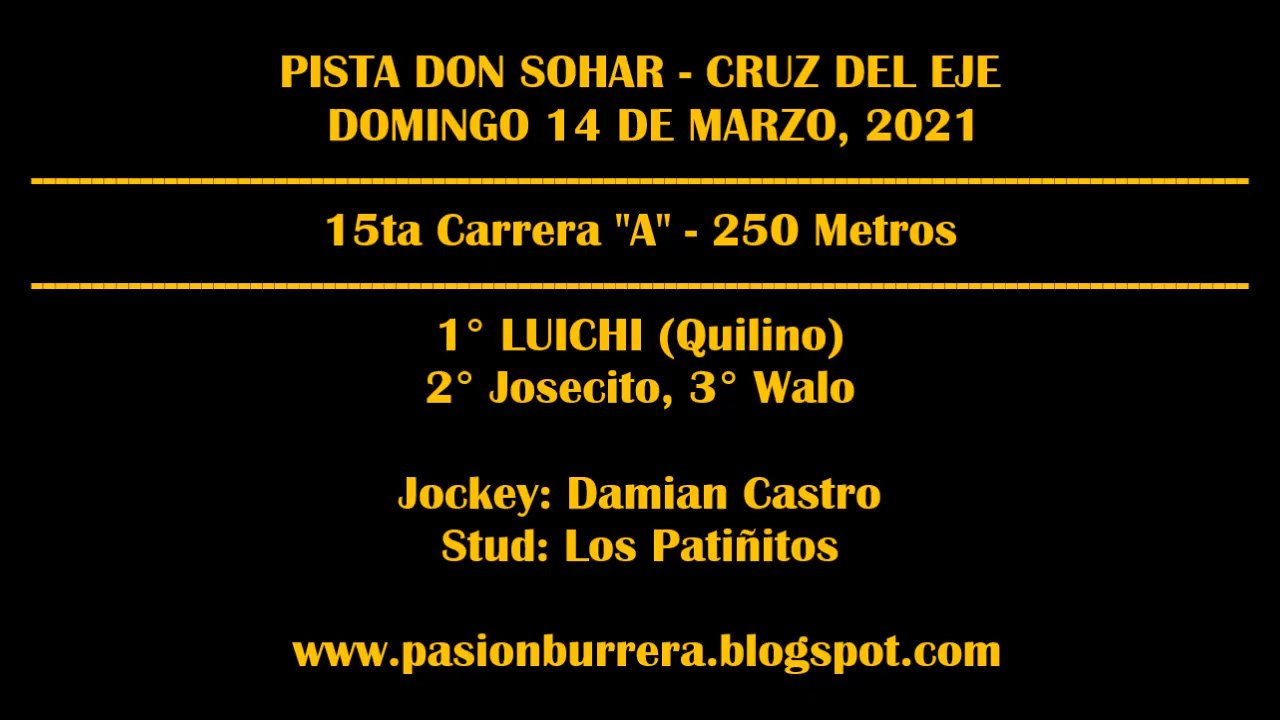 PISTA DON SOHAR - CRUZ DEL EJE
DOMINGO 14 DE MARZO, 2021
15ta Carrera "A" - 250 Metros
1° LUICHI (Quilino)
2° Josecito, 3° Walo
Jockey: Damian Castro
Stud: Los Patiñitos
www.pasionburrera.blogspot.com